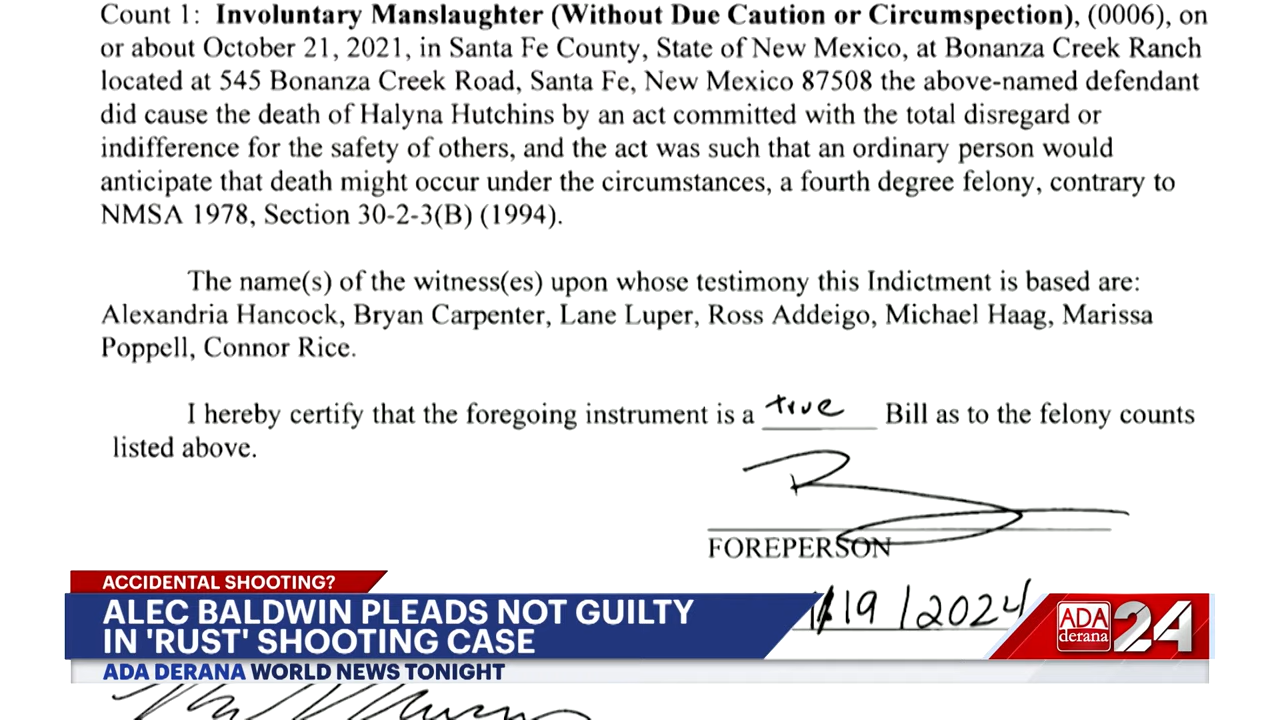 Count 1: Involuntary Manslaughter (Without Due Caution or Circumspection), (0006), on
or about October 21, 2021, in Santa Fe County, State of New Mexico, at Bonanza Creek Ranch
located at 545 Bonanza Creek Road, Santa Fe, New Mexico 87508 the above-named defendant
did cause the death of Halyna Hutchins by an act committed with the total disregard or
indifference for the safety of others, and the act was such that an ordinary person would
anticipate that death might occur under the circumstances, a fourth degree felony, contrary to
NMSA 1978, Section 30-2-3(B) (1994).
The name(s) of the witness(es) upon whose testimony this Indictment is based are:
Alexandria Hancock, Bryan Carpenter, Lane Luper, Ross Addeigo, Michael Haag, Marissa
Poppell, Connor Rice.
I hereby certify that the foregoing instrument is a true Bill as to the felony counts
listed above.
FOREPERSON
ACCIDENTAL SHOOTING?
ALEC BALDWIN PLEADS NOT GUILTY
IN 'RUST' SHOOTING CASE
/19/2024
ADA derana 24
ADA DERANA WORLD NEWS TONIGHT